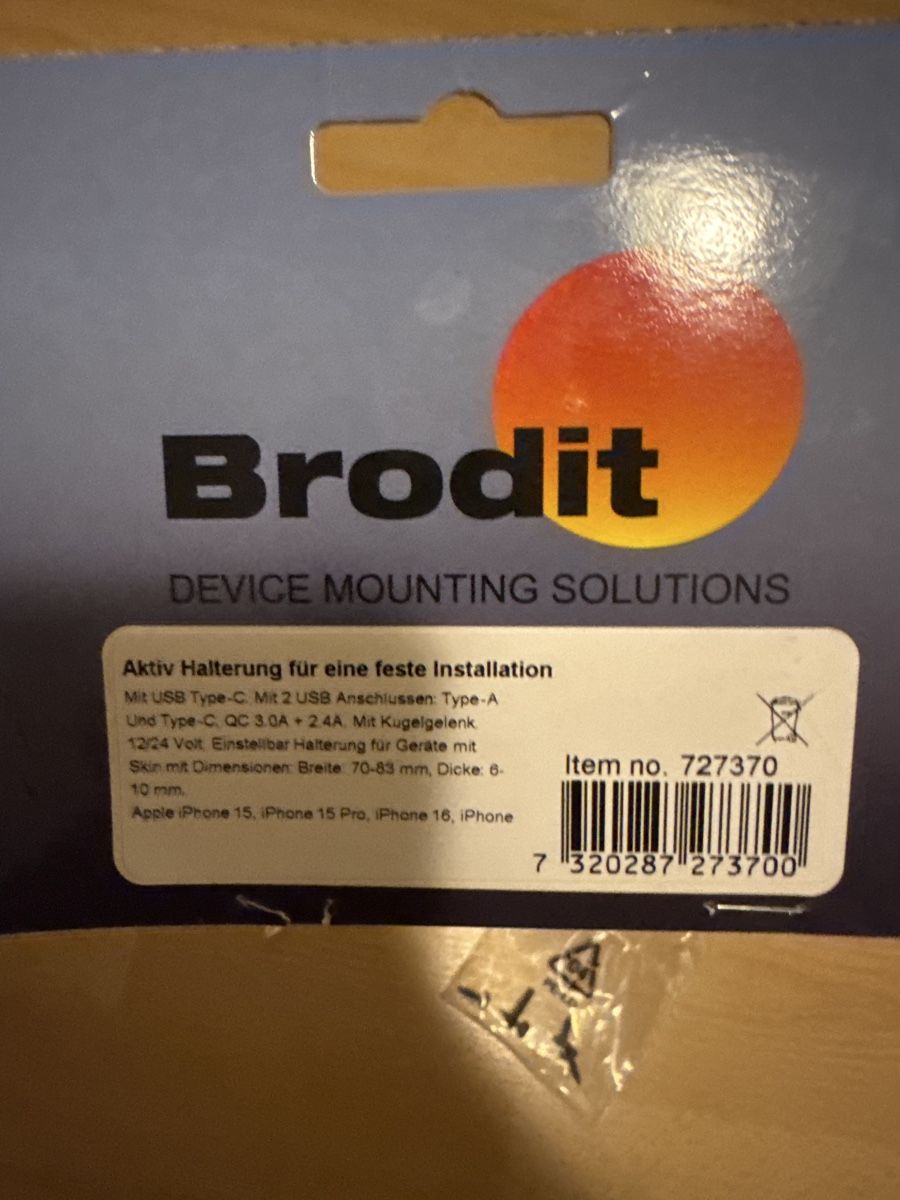 Brodit
DEVICE MOUNTING SOLUTIONS
Aktiv Halterung für eine feste Installation
Mit USB Type-C. Mit 2 USB Anschlussen: Type-A
Und Type-C, QC 3.0A + 2.4A. Mit Kugelgelenk.
12/24 Volt. Einstellbar Halterung für Geräte mit
Skin mit Dimensionen: Breite: 70-83 mm, Dicke: 6-
10 mm.
Apple iPhone 15, iPhone 15 Pro, iPhone 16, iPhone
Item no. 727370
7 320287 273700